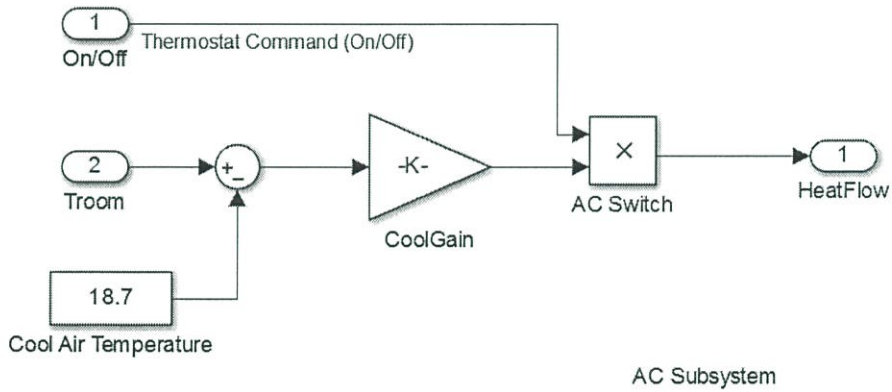 1
On/Off
Thermostat Command (On/Off)
2
Troom
+
−
-K-
CoolGain
×
AC Switch
1
HeatFlow
18.7
Cool Air Temperature
AC Subsystem